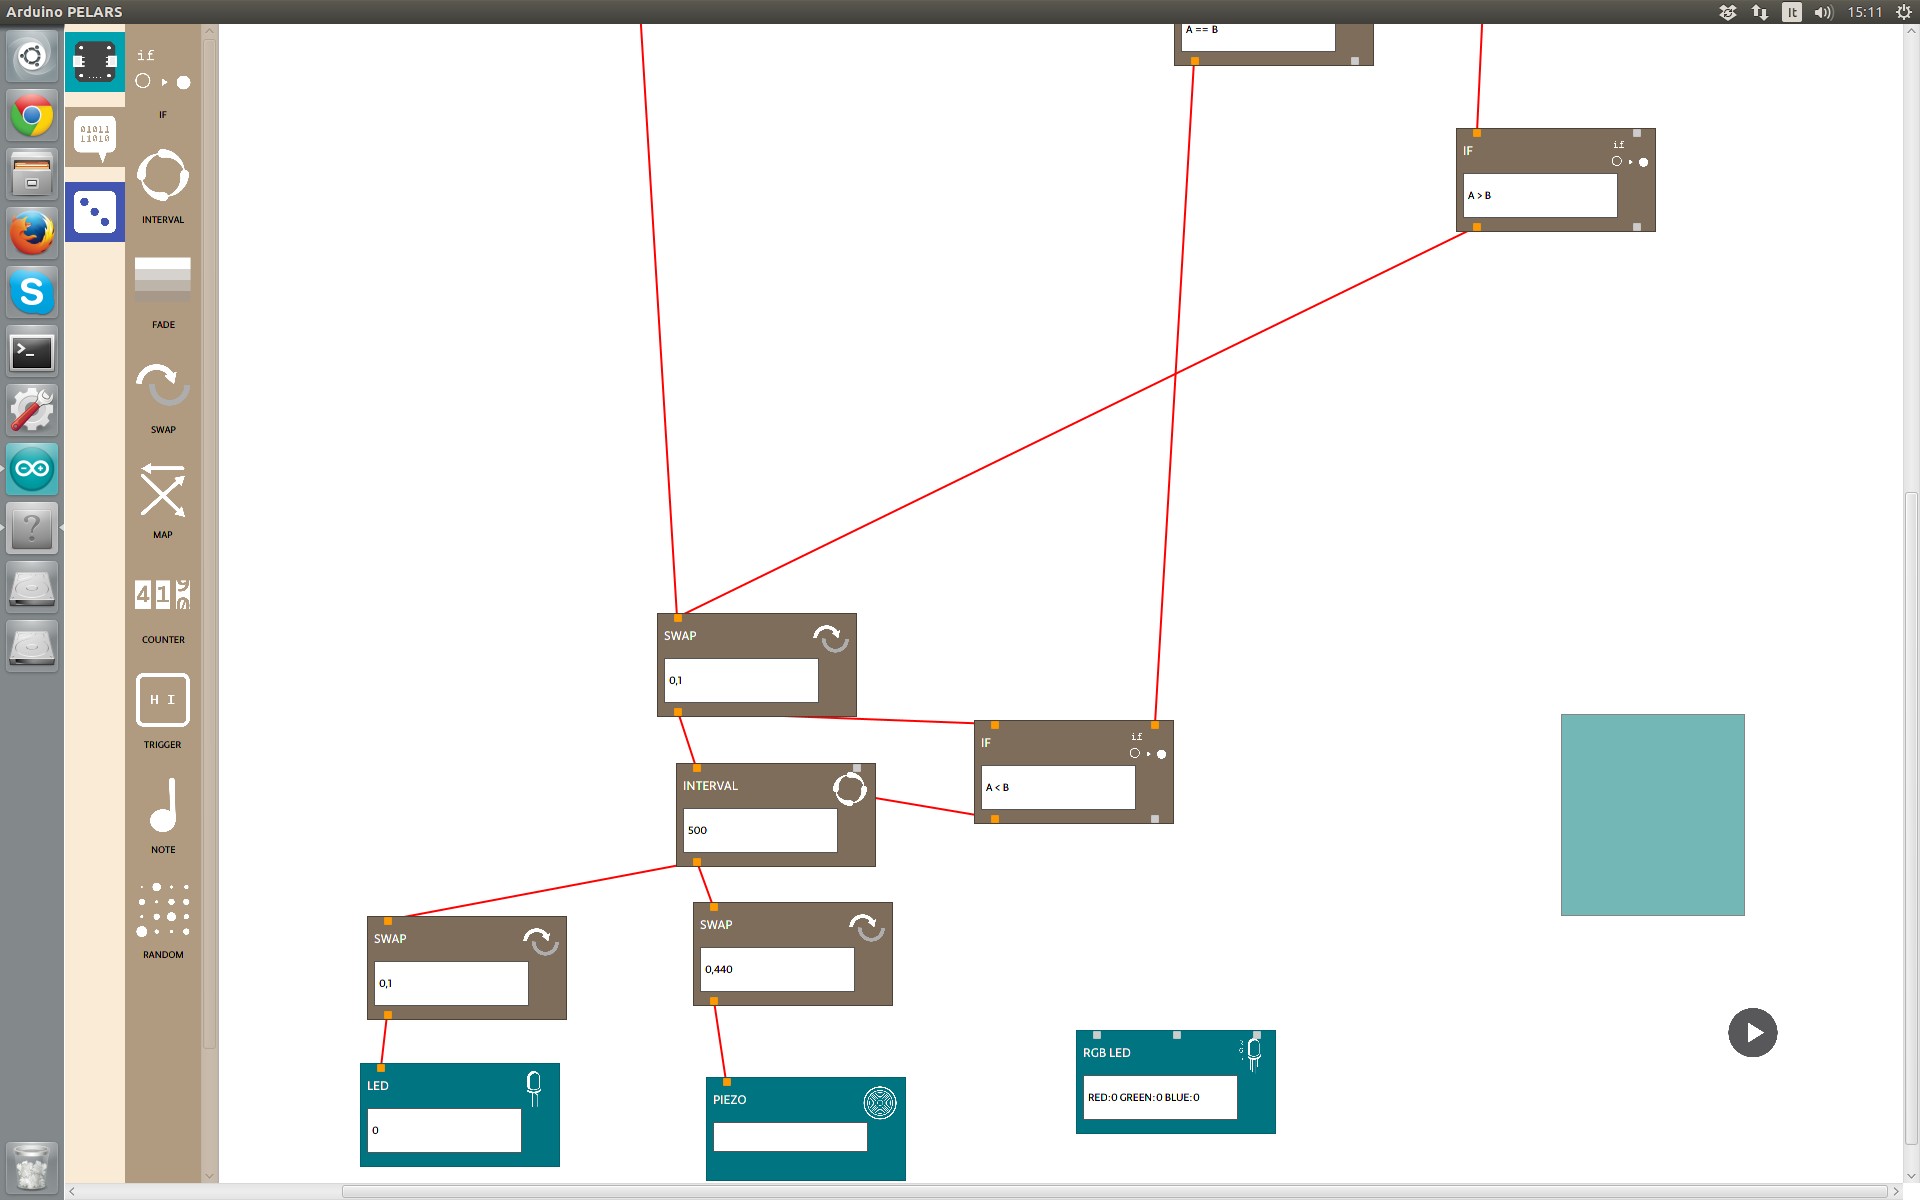 Arduino PELARS
It
15:11
if
IF
01011
11010
INTERVAL
FADE
SWAP
MAP
COUNTER
H I
TRIGGER
NOTE
RANDOM
A == B
IF
if
A > B
SWAP
0,1
IF
if
A < B
INTERVAL
500
SWAP
0,1
SWAP
0,440
LED
0
PIEZO
RGB LED
RED:0 GREEN:0 BLUE:0